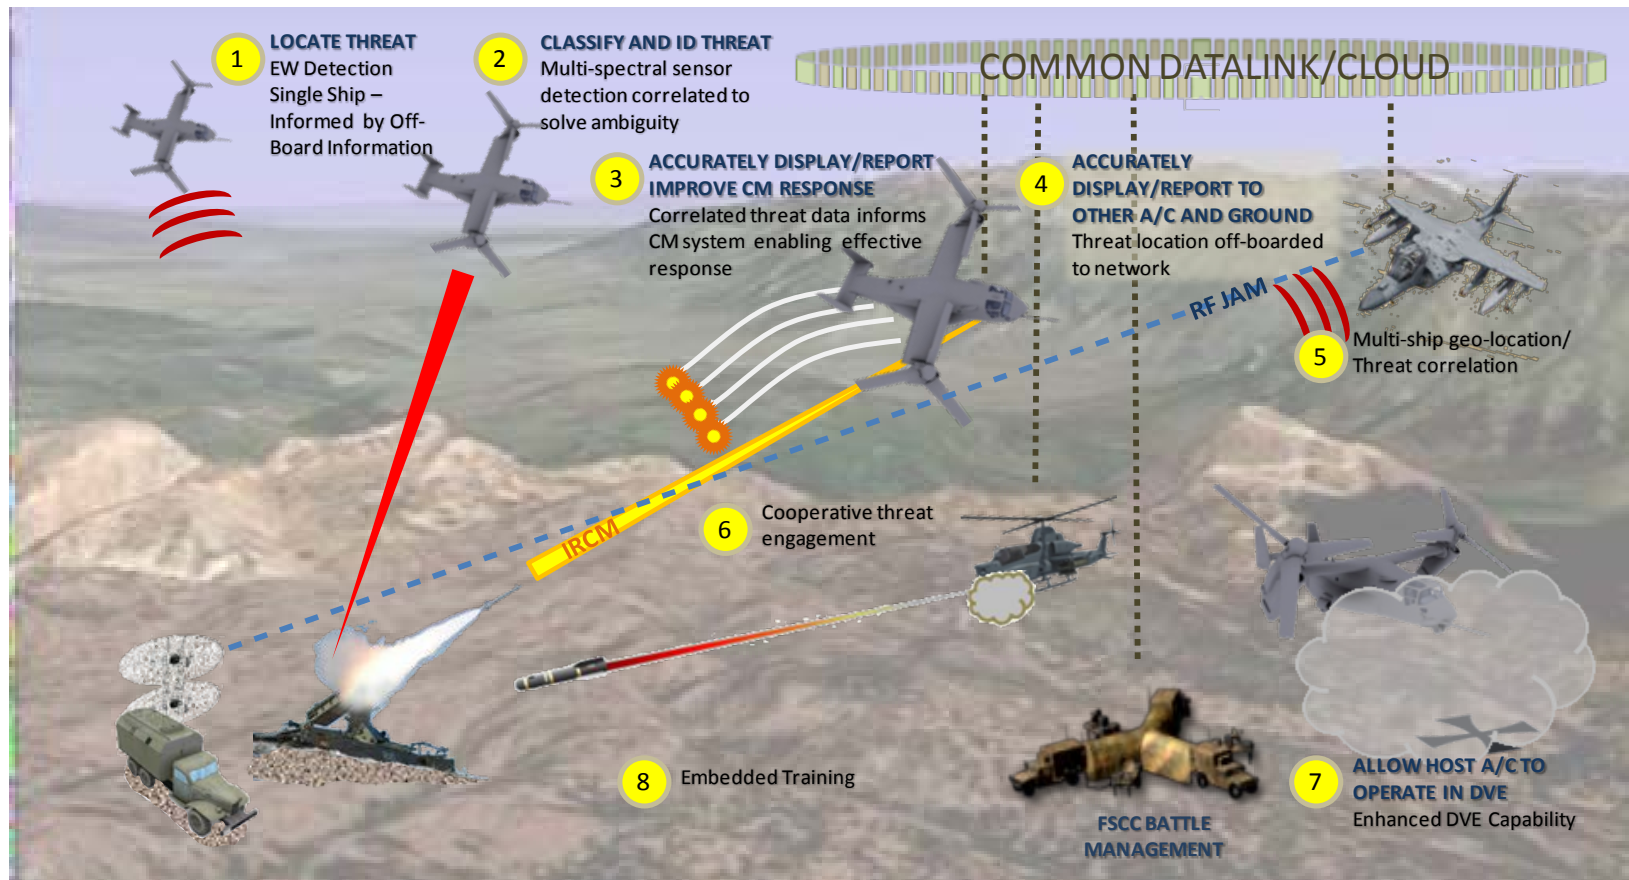 1
LOCATE THREAT
EW Detection
Single Ship –
Informed by Off-
Board Information
2
CLASSIFY AND ID THREAT
Multi-spectral sensor
detection correlated to
solve ambiguity
COMMON DATALINK/CLOUD
3
ACCURATELY DISPLAY/REPORT
IMPROVE CM RESPONSE
Correlated threat data informs
CM system enabling effective
response
4
ACCURATELY
DISPLAY/REPORT TO
OTHER A/C AND GROUND
Threat location off-boarded
to network
RF JAM
5
Multi-ship geo-location/
Threat correlation
IRCM
6
Cooperative threat
engagement
7
ALLOW HOST A/C TO
OPERATE IN DVE
Enhanced DVE Capability
8
Embedded Training
FSCC BATTLE
MANAGEMENT